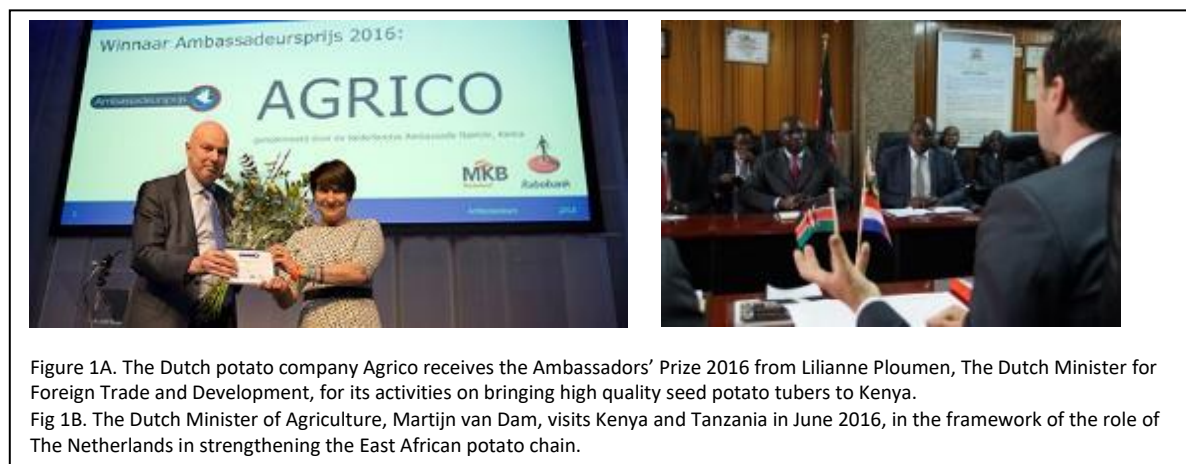 Winnaar Ambassadeursprijs 2016:
Ambassadeursprijs
AGRICO
MKB
Rabobank
Figure 1A. The Dutch potato company Agrico receives the Ambassadors’ Prize 2016 from Lilianne Ploumen, The Dutch Minister for
Foreign Trade and Development, for its activities on bringing high quality seed potato tubers to Kenya.
Fig 1B. The Dutch Minister of Agriculture, Martijn van Dam, visits Kenya and Tanzania in June 2016, in the framework of the role of
The Netherlands in strengthening the East African potato chain.